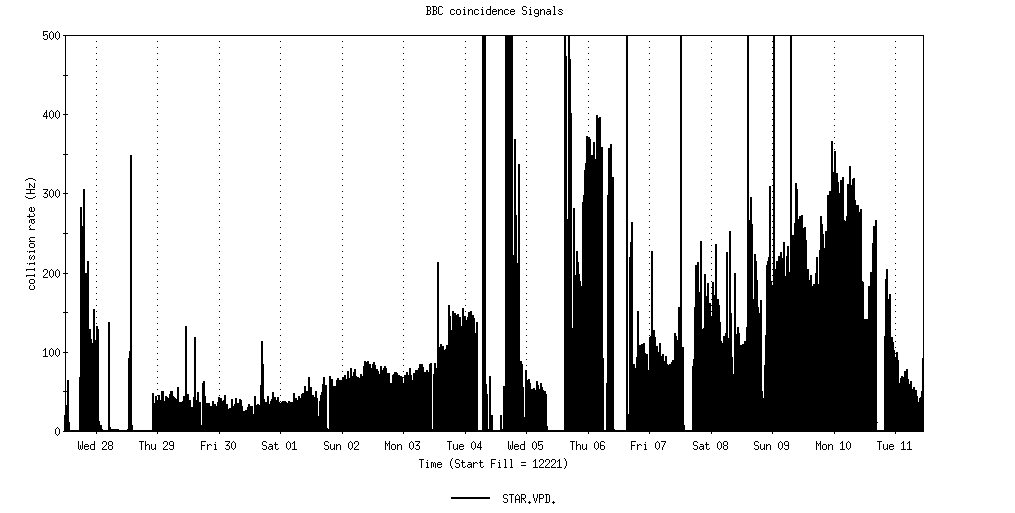 BBC coincidence Signals
500
400
300
200
100
0
collision rate (Hz)
Wed 28 Thu 29 Fri 30 Sat 01 Sun 02 Mon 03 Tue 04 Wed 05 Thu 06 Fri 07 Sat 08 Sun 09 Mon 10 Tue 11
Time (Start Fill = 12221)
STAR.VPD.